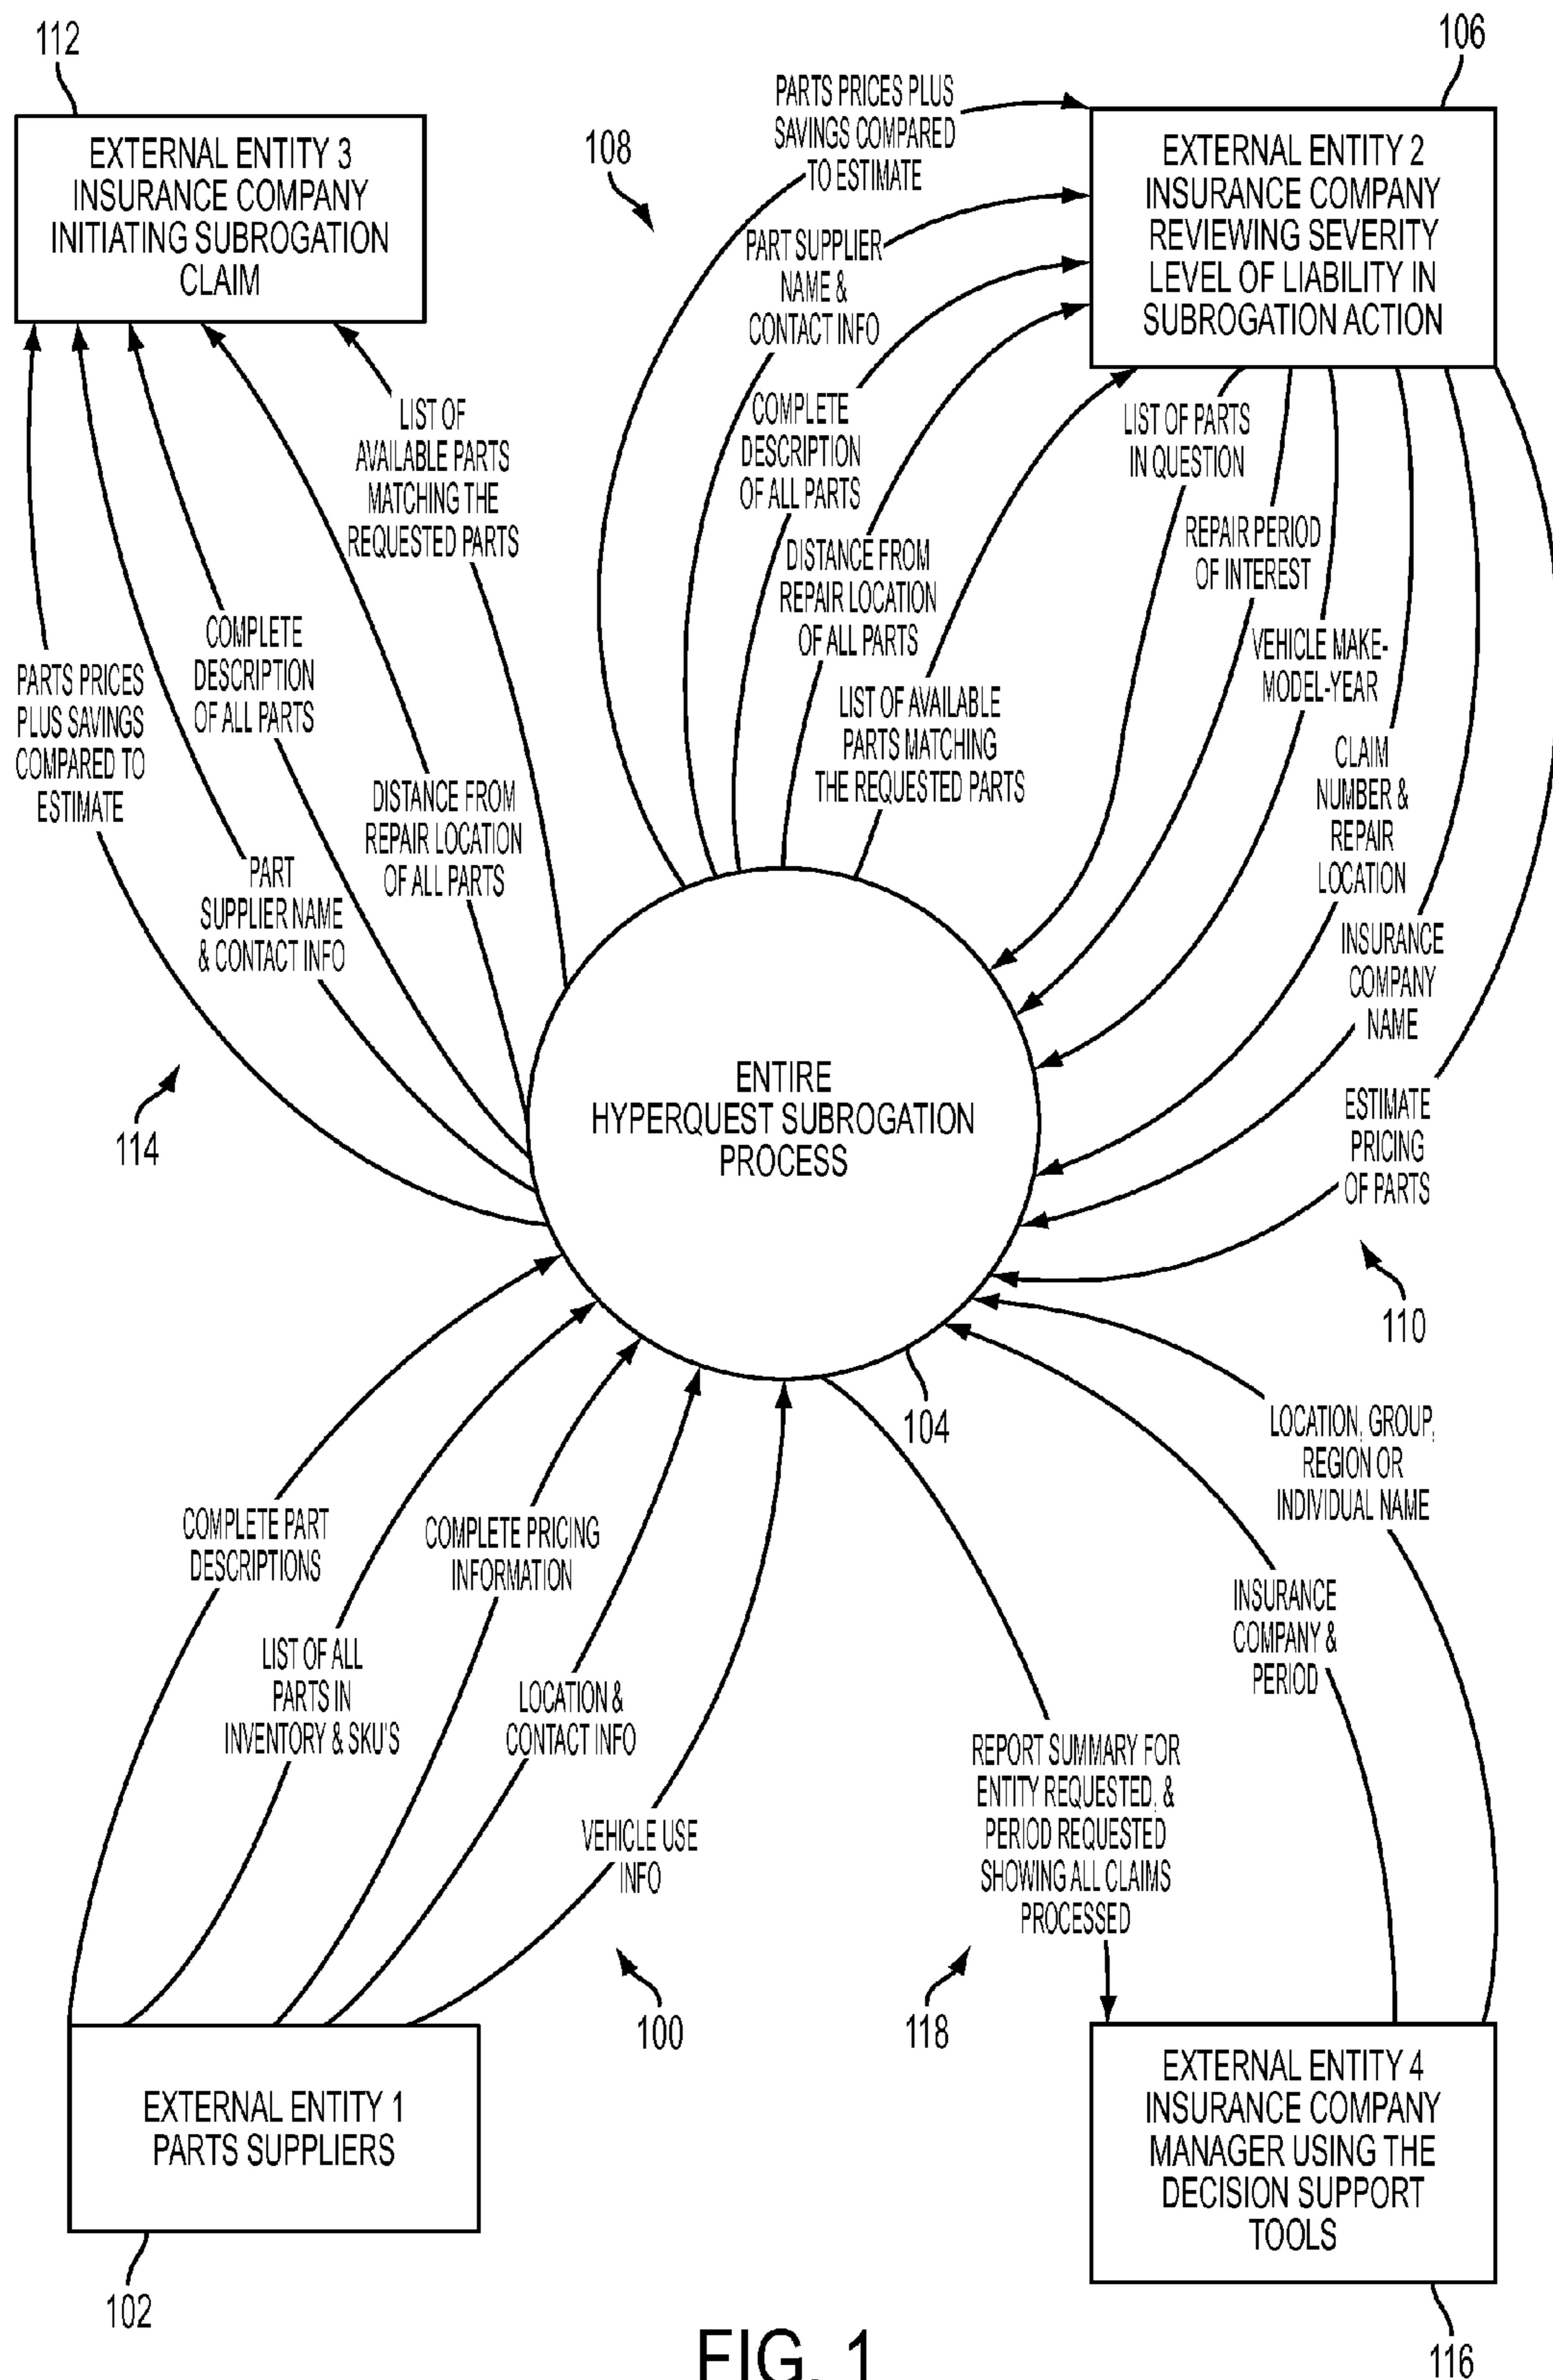 112
106
EXTERNAL ENTITY 3
INSURANCE COMPANY
INITIATING SUBROGATION
CLAIM
108
PARTS PRICES PLUS
SAVINGS COMPARED
TO ESTIMATE
EXTERNAL ENTITY 2
INSURANCE COMPANY
REVIEWING SEVERITY
LEVEL OF LIABILITY IN
SUBROGATION ACTION
PART SUPPLIER
NAME &
CONTACT INFO
COMPLETE
DESCRIPTION
OF ALL PARTS
DISTANCE FROM
REPAIR LOCATION
OF ALL PARTS
LIST OF AVAILABLE
PARTS MATCHING
THE REQUESTED PARTS
LIST OF PARTS
IN QUESTION
REPAIR PERIOD
OF INTEREST
VEHICLE MAKE-
MODEL-YEAR
CLAIM
NUMBER &
REPAIR
LOCATION
INSURANCE
COMPANY
NAME
ESTIMATE
PRICING
OF PARTS
110
LIST OF
AVAILABLE PARTS
MATCHING THE
REQUESTED PARTS
COMPLETE
DESCRIPTION
OF ALL PARTS
PARTS PRICES
PLUS SAVINGS
COMPARED TO
ESTIMATE
DISTANCE FROM
REPAIR LOCATION
OF ALL PARTS
PART
SUPPLIER NAME
& CONTACT INFO
114
ENTIRE
HYPERQUEST SUBROGATION
PROCESS
104
COMPLETE PART
DESCRIPTIONS
LIST OF ALL
PARTS IN
INVENTORY & SKU'S
COMPLETE PRICING
INFORMATION
LOCATION &
CONTACT INFO
VEHICLE USE
INFO
100
LOCATION, GROUP,
REGION OR
INDIVIDUAL NAME
INSURANCE
COMPANY &
PERIOD
REPORT SUMMARY FOR
ENTITY REQUESTED, &
PERIOD REQUESTED
SHOWING ALL CLAIMS
PROCESSED
118
EXTERNAL ENTITY 1
PARTS SUPPLIERS
102
EXTERNAL ENTITY 4
INSURANCE COMPANY
MANAGER USING THE
DECISION SUPPORT
TOOLS
116
FIG. 1